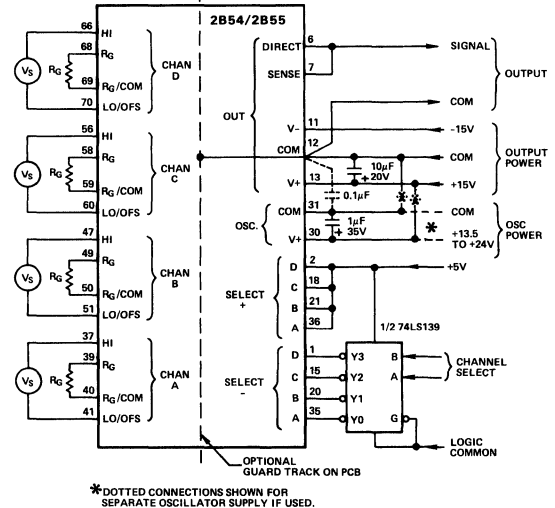 2B54/2B55
66 HI
68 RG
RG
69 RG/COM
70 LO/OFS
VS
CHAN
D
56 HI
58 RG
RG
59 RG/COM
60 LO/OFS
VS
CHAN
C
47 HI
49 RG
RG
50 RG/COM
51 LO/OFS
VS
CHAN
B
37 HI
39 RG
RG
40 RG/COM
41 LO/OFS
VS
CHAN
A
OUT
DIRECT 6
SENSE 7
V− 11
COM 12
V+ 13
OSC.
COM 31
V+ 30
SELECT
+
D 2
C 18
B 21
A 36
SELECT
−
D 1
C 15
B 20
A 35
SIGNAL
COM
OUTPUT
−15V
COM
+15V
OUTPUT
POWER
10μF
+ 20V
0.1μF
1μF
+ 35V
COM
*
+13.5
TO +24V
OSC
POWER
+5V
1/2 74LS139
Y3 B
Y2 A
Y1
Y0 G
CHANNEL
SELECT
LOGIC
COMMON
OPTIONAL
GUARD TRACK ON PCB
*DOTTED CONNECTIONS SHOWN FOR
SEPARATE OSCILLATOR SUPPLY IF USED.